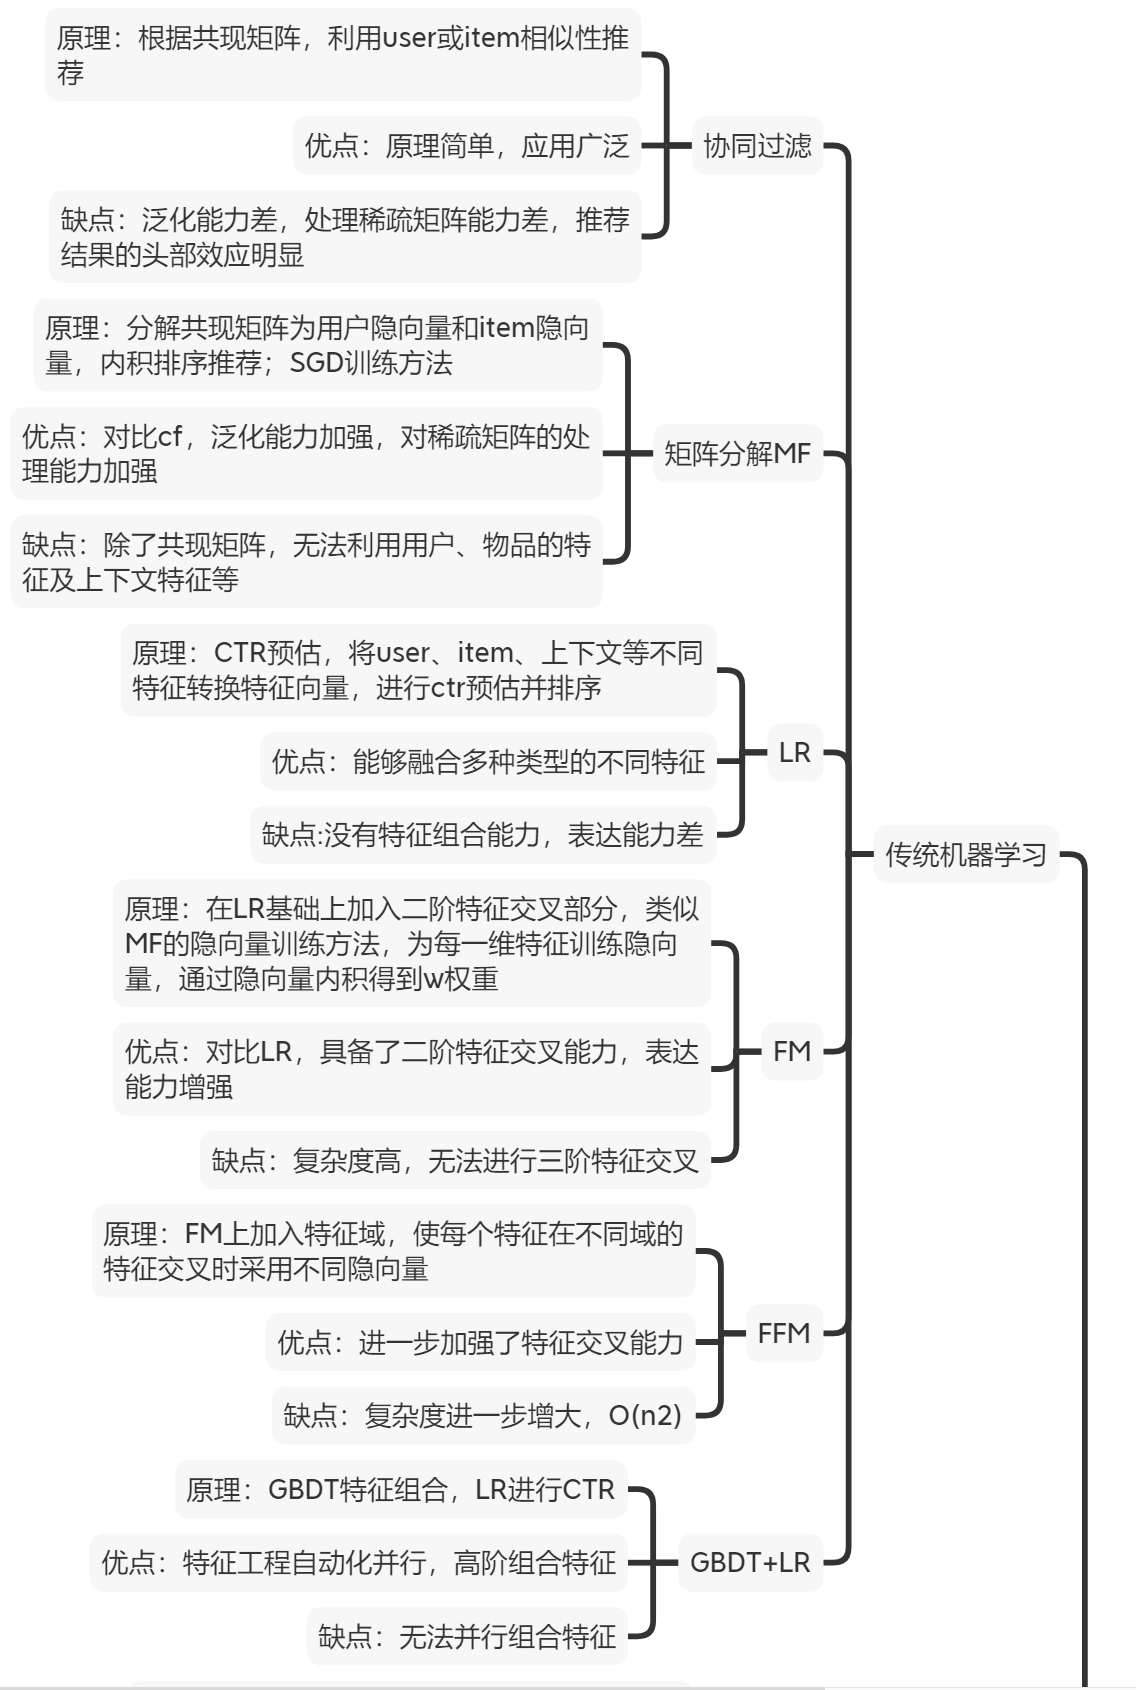 原理：根据共现矩阵，利用user或item相似性推
荐
优点：原理简单，应用广泛
协同过滤
缺点：泛化能力差，处理稀疏矩阵能力差，推荐
结果的头部效应明显
原理：分解共现矩阵为用户隐向量和item隐向
量，内积排序推荐；SGD训练方法
优点：对比cf，泛化能力加强，对稀疏矩阵的处
理能力加强
矩阵分解MF
缺点：除了共现矩阵，无法利用用户、物品的特
征及上下文特征等
原理：CTR预估，将user、item、上下文等不同
特征转换特征向量，进行ctr预估并排序
优点：能够融合多种类型的不同特征
LR
缺点:没有特征组合能力，表达能力差
传统机器学习
原理：在LR基础上加入二阶特征交叉部分，类似
MF的隐向量训练方法，为每一维特征训练隐向
量，通过隐向量内积得到w权重
优点：对比LR，具备了二阶特征交叉能力，表达
能力增强
FM
缺点：复杂度高，无法进行三阶特征交叉
原理：FM上加入特征域，使每个特征在不同域的
特征交叉时采用不同隐向量
优点：进一步加强了特征交叉能力
FFM
缺点：复杂度进一步增大，O(n2)
原理：GBDT特征组合，LR进行CTR
优点：特征工程自动化并行，高阶组合特征
GBDT+LR
缺点：无法并行组合特征